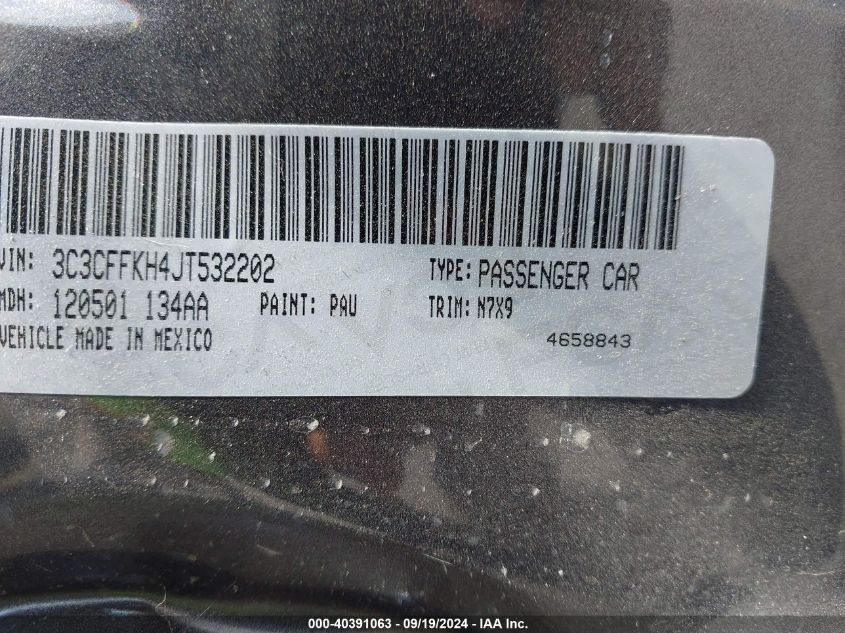 VIN: 3C3CFFKH4JT532202 TYPE: PASSENGER CAR
MDH: 120501 134AA PAINT: PAU TRIM: N7X9
VEHICLE MADE IN MEXICO 4658843
000-40391063 - 09/19/2024 - IAA Inc.